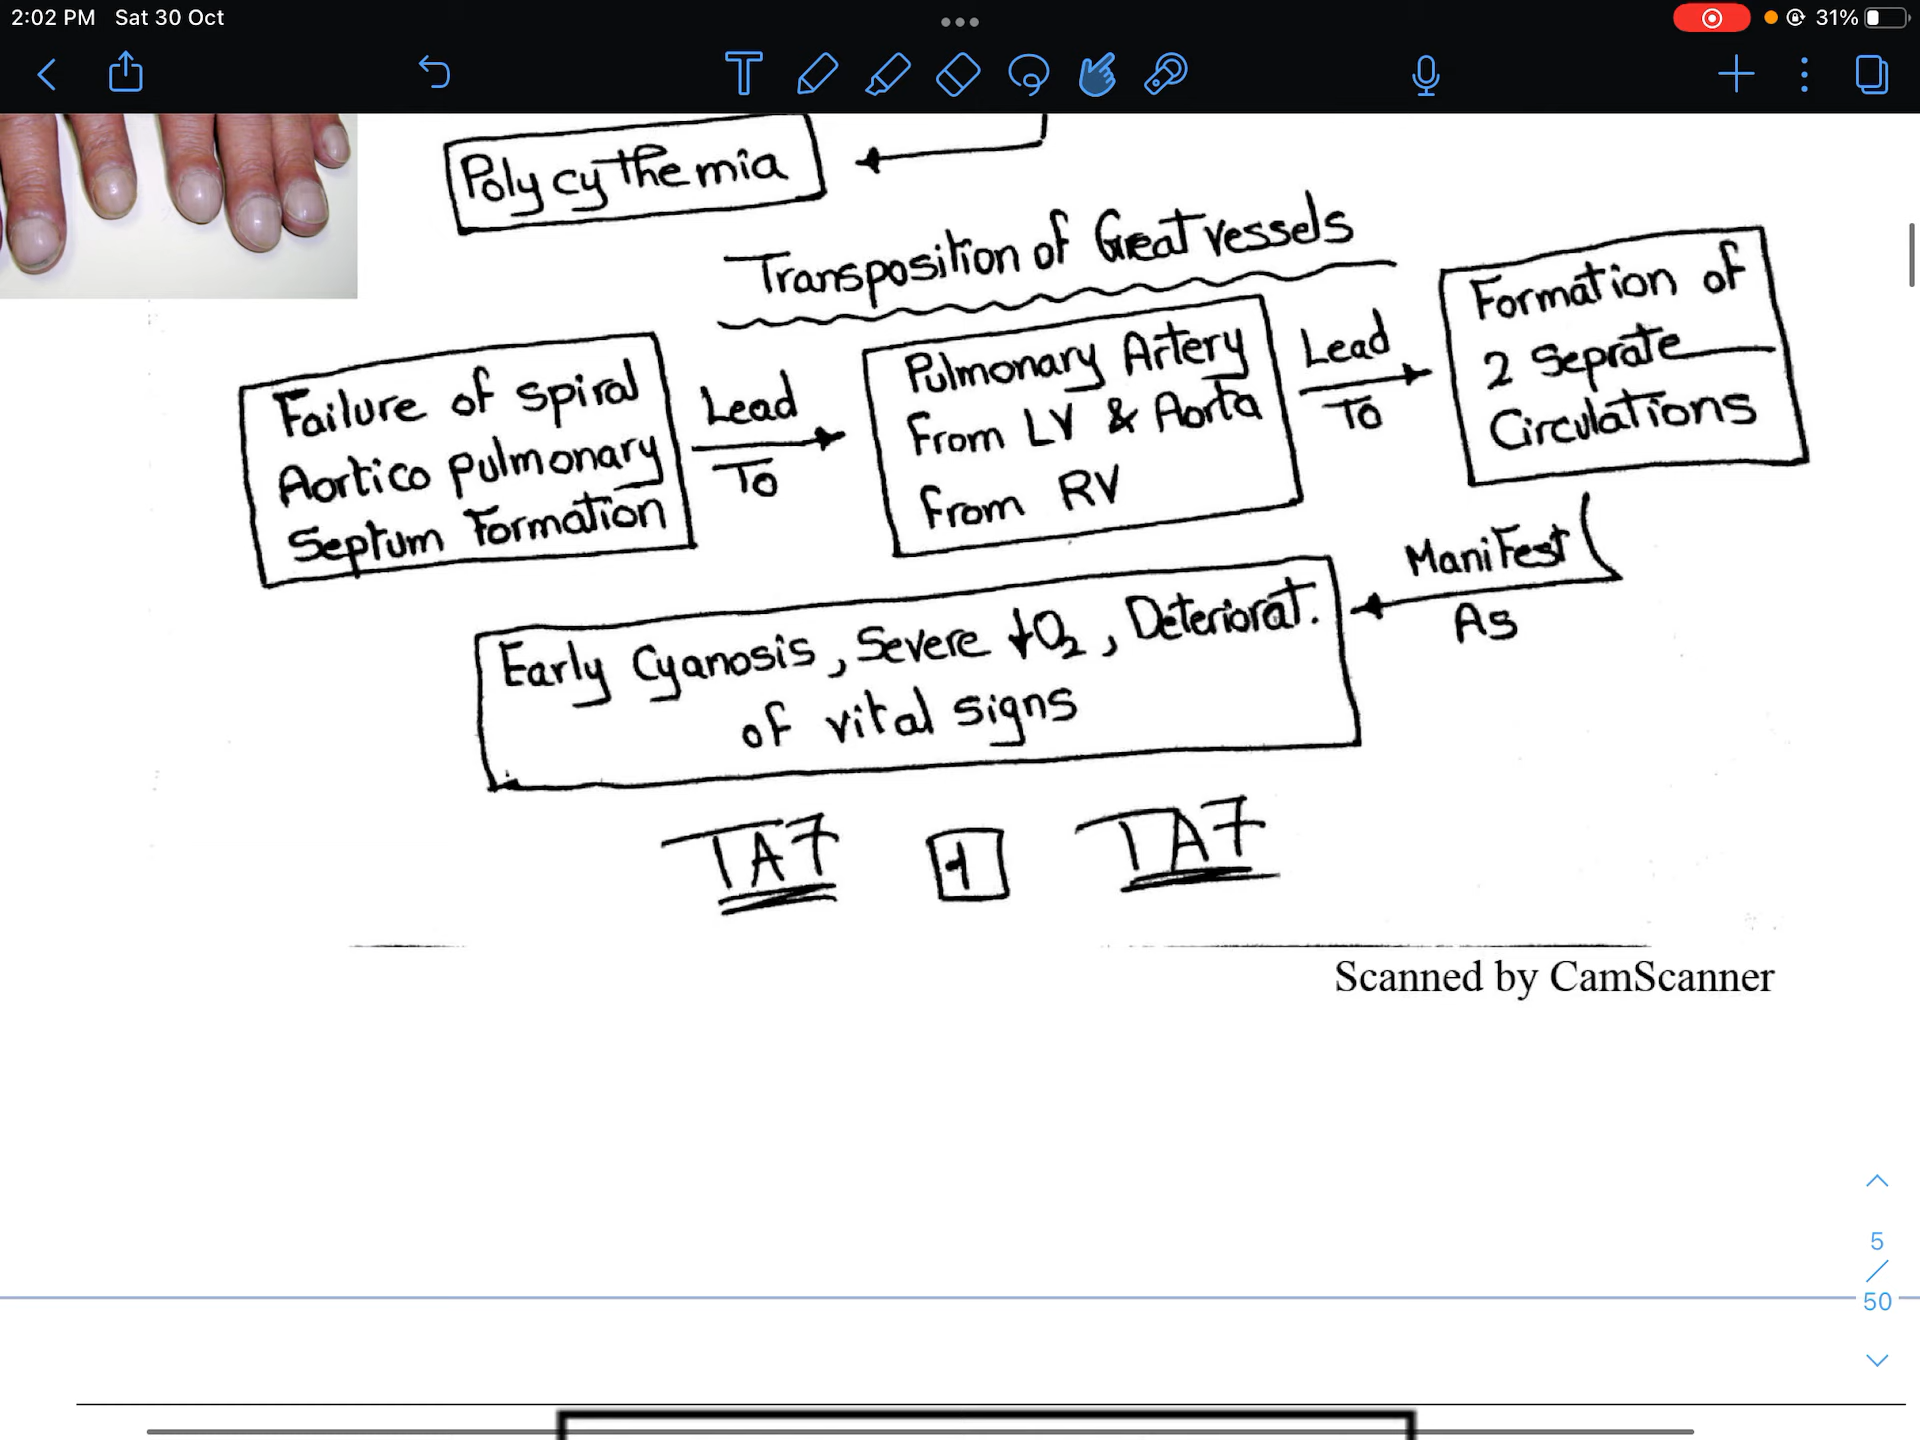 2:02 PM Sat 30 Oct
31%
Polycythemia
Transposition of Great vessels
Failure of spiral
Aortico pulmonary
Septum Formation
Lead
To
Pulmonary Artery
From LV & Aorta
From RV
Lead
To
Formation of
2 Seprate
Circulations
Manifest
As
Early Cyanosis, Severe ↓O2, Deteriorat.
of vital signs
TA7 1 TA7
Scanned by CamScanner
5
/
50